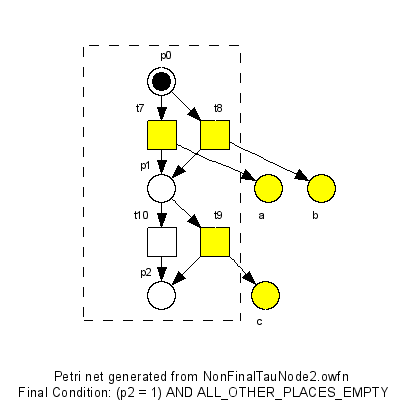 p0
t7
t8
p1
a
b
t10
t9
p2
c
Petri net generated from NonFinalTauNode2.owfn
Final Condition: (p2 = 1) AND ALL_OTHER_PLACES_EMPTY